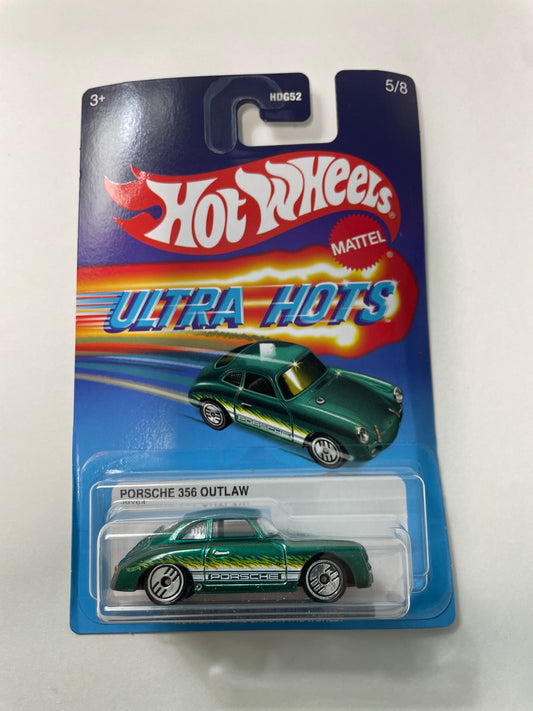 3+
HDG52
5/8
Hot Wheels®
MATTEL
ULTRA HOTS
PORSCHE
PORSCHE 356 OUTLAW
PORSCHE